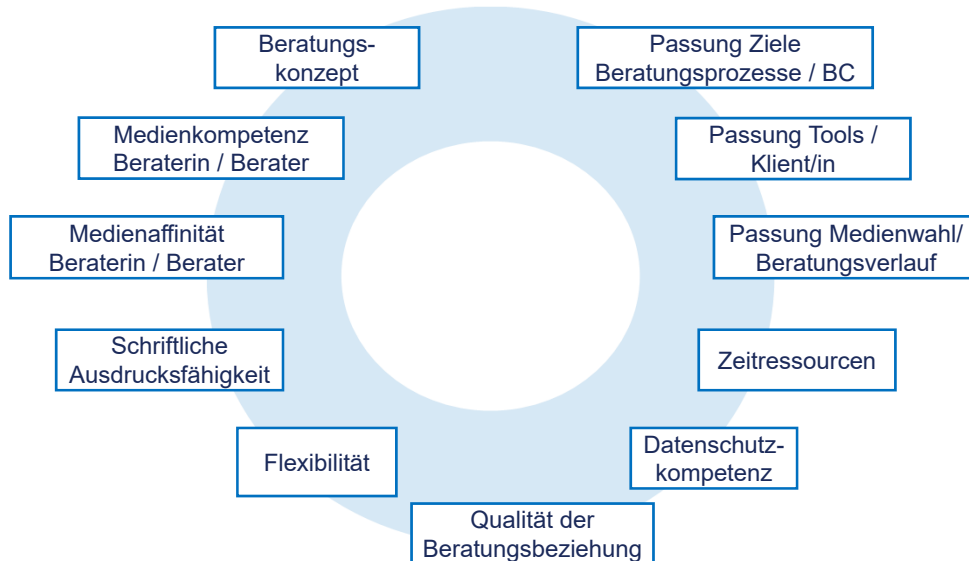 Beratungs-
konzept
Passung Ziele
Beratungsprozesse / BC
Medienkompetenz
Beraterin / Berater
Passung Tools /
Klient/in
Medienaffinität
Beraterin / Berater
Passung Medienwahl/
Beratungsverlauf
Schriftliche
Ausdrucksfähigkeit
Zeitressourcen
Flexibilität
Datenschutz-
kompetenz
Qualität der
Beratungsbeziehung